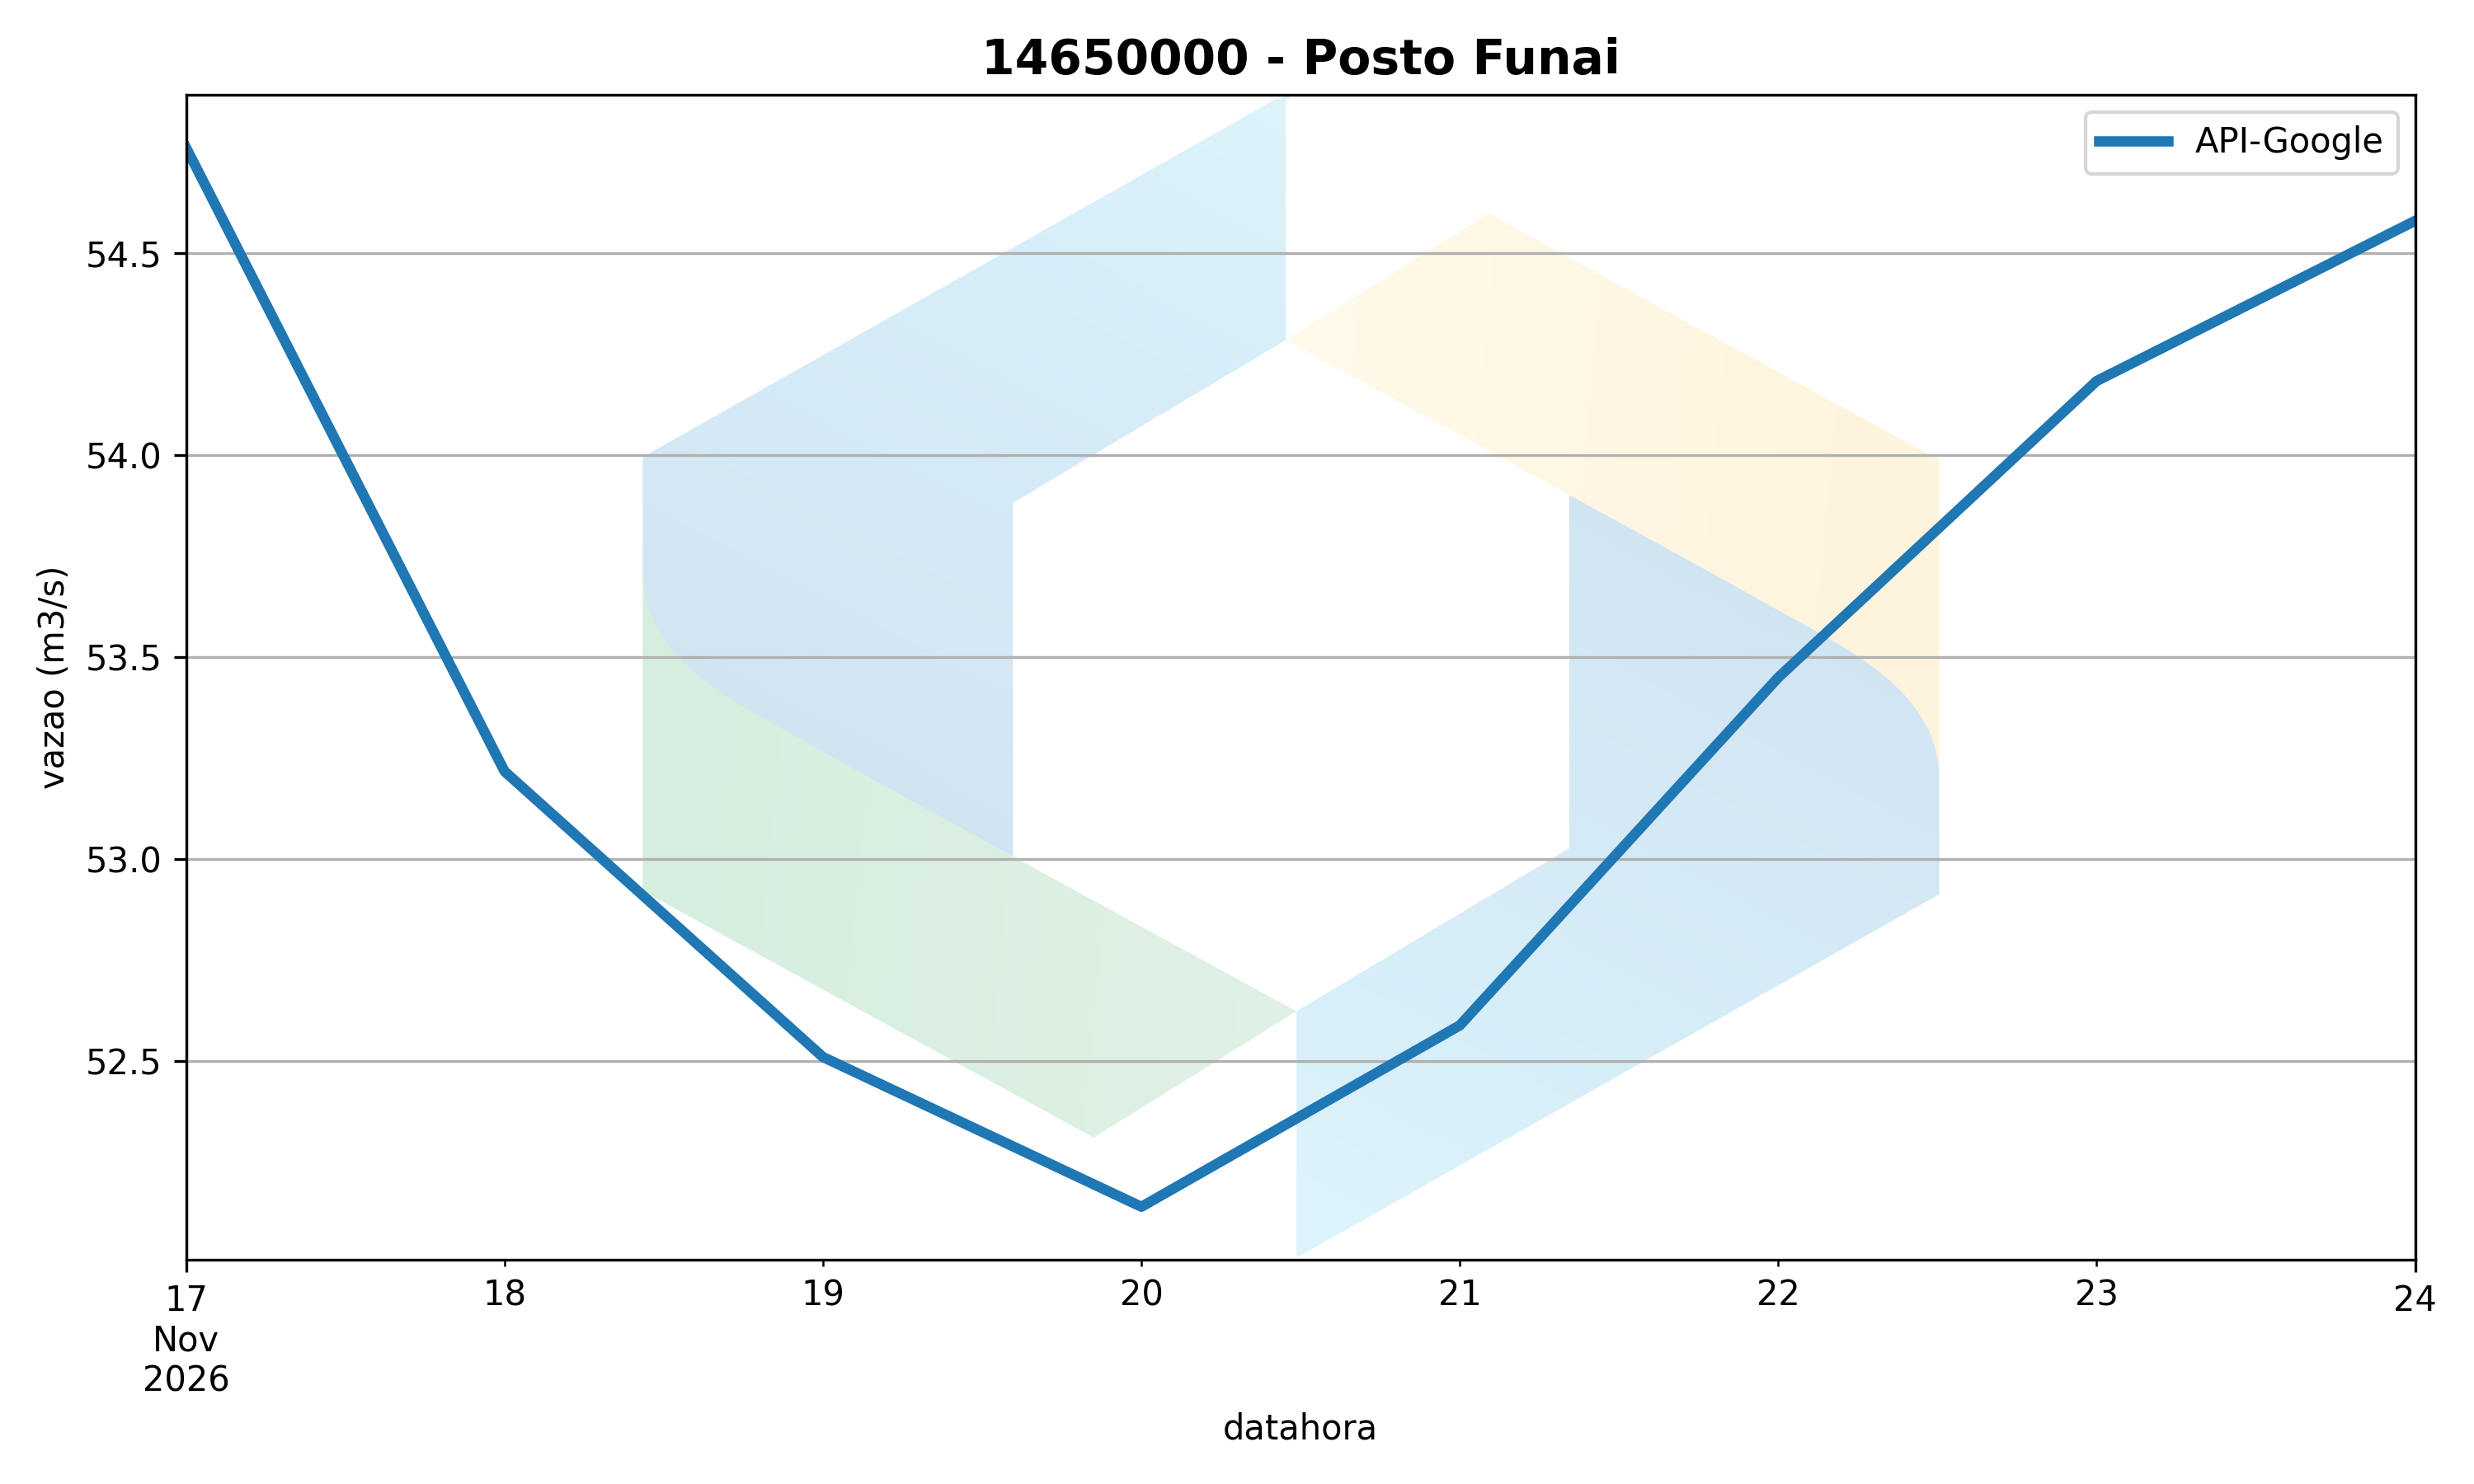 14650000 - Posto Funai
API-Google
vazao (m3/s)
54.5
54.0
53.5
53.0
52.5
17 18 19 20 21 22 23 24
Nov
2026
datahora